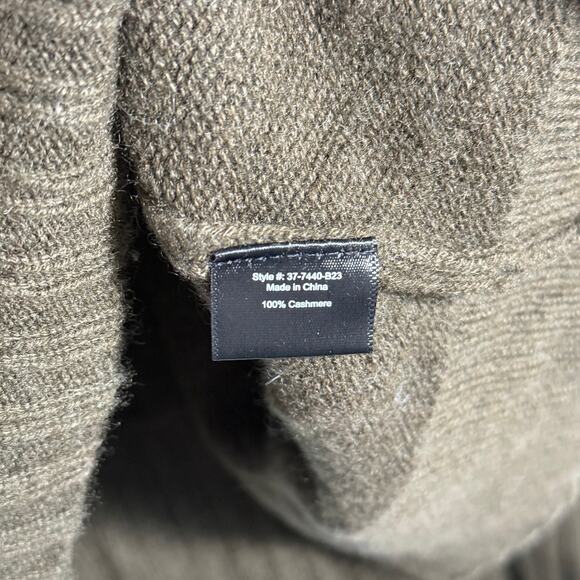 Style #: 37-7440-B23
Made in China
100% Cashmere